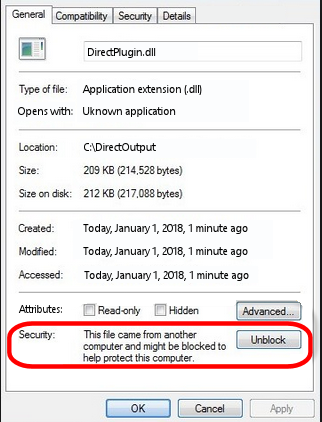 General Compatibility Security Details
DirectPlugin.dll
Type of file: Application extension (.dll)
Opens with: Uknown application
Location: C:\DirectOutput
Size: 209 KB (214,528 bytes)
Size on disk: 212 KB (217,088 bytes)
Created: Today, January 1, 2018, 1 minute ago
Modified: Today, January 1, 2018, 1 minute ago
Accessed: Today, January 1, 2018, 1 minute ago
Attributes: Read-only Hidden Advanced...
Security: This file came from another Unblock
computer and might be blocked to
help protect this computer.
OK Cancel Apply